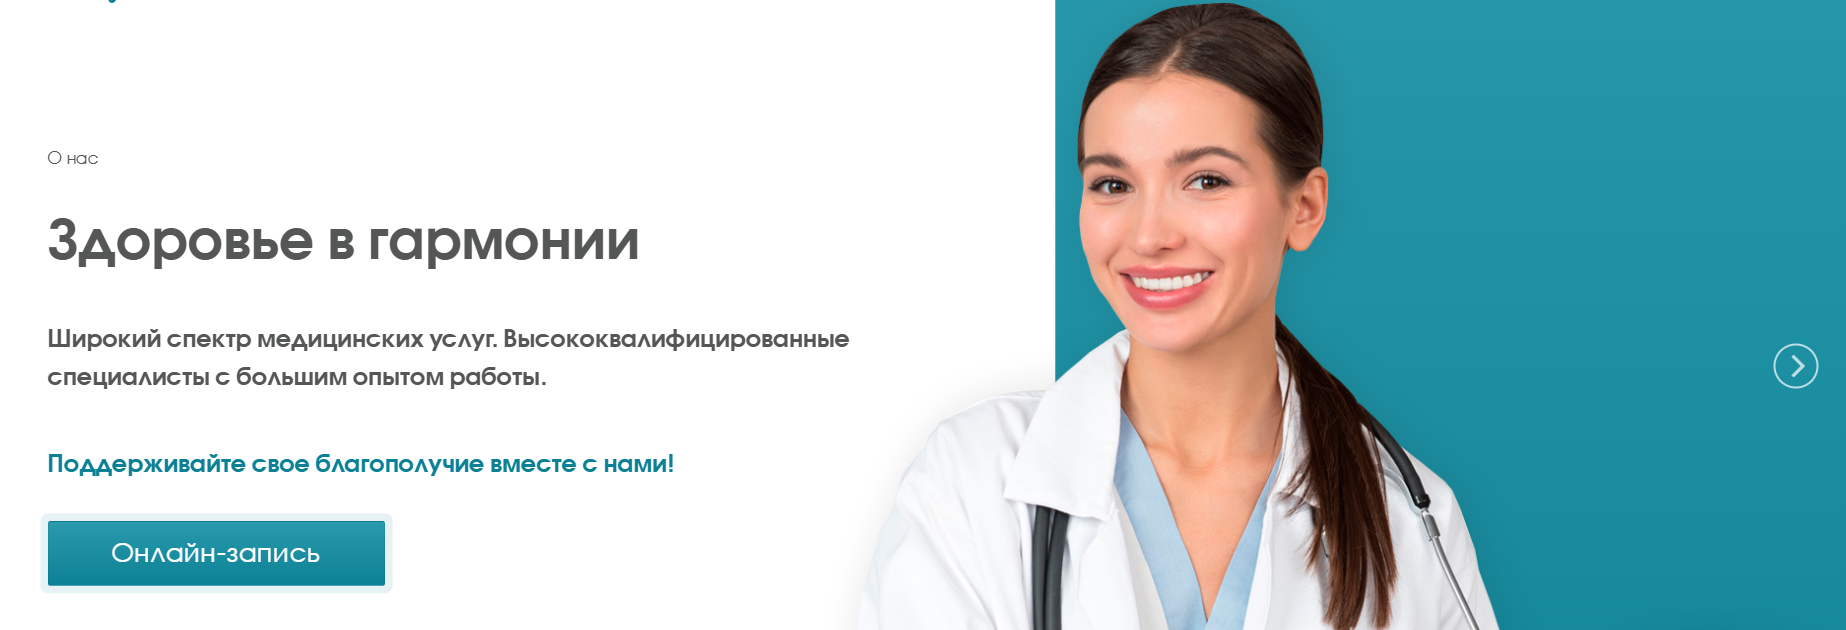 О нас
Здоровье в гармонии
Широкий спектр медицинских услуг. Высококвалифицированные
специалисты с большим опытом работы.
Поддерживайте свое благополучие вместе с нами!
Онлайн-запись